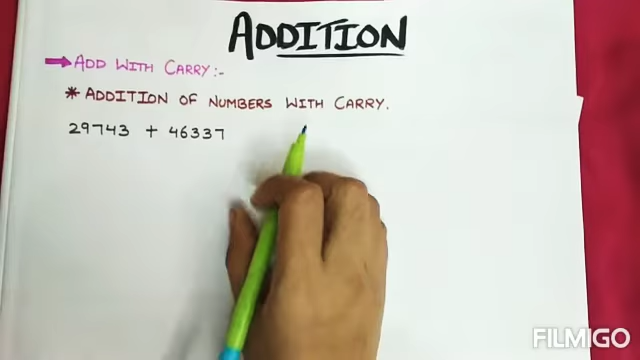 ADDITION
ADD WITH CARRY:-
* ADDITION OF NUMBERS WITH CARRY.
29743 + 46337
FILMIGO